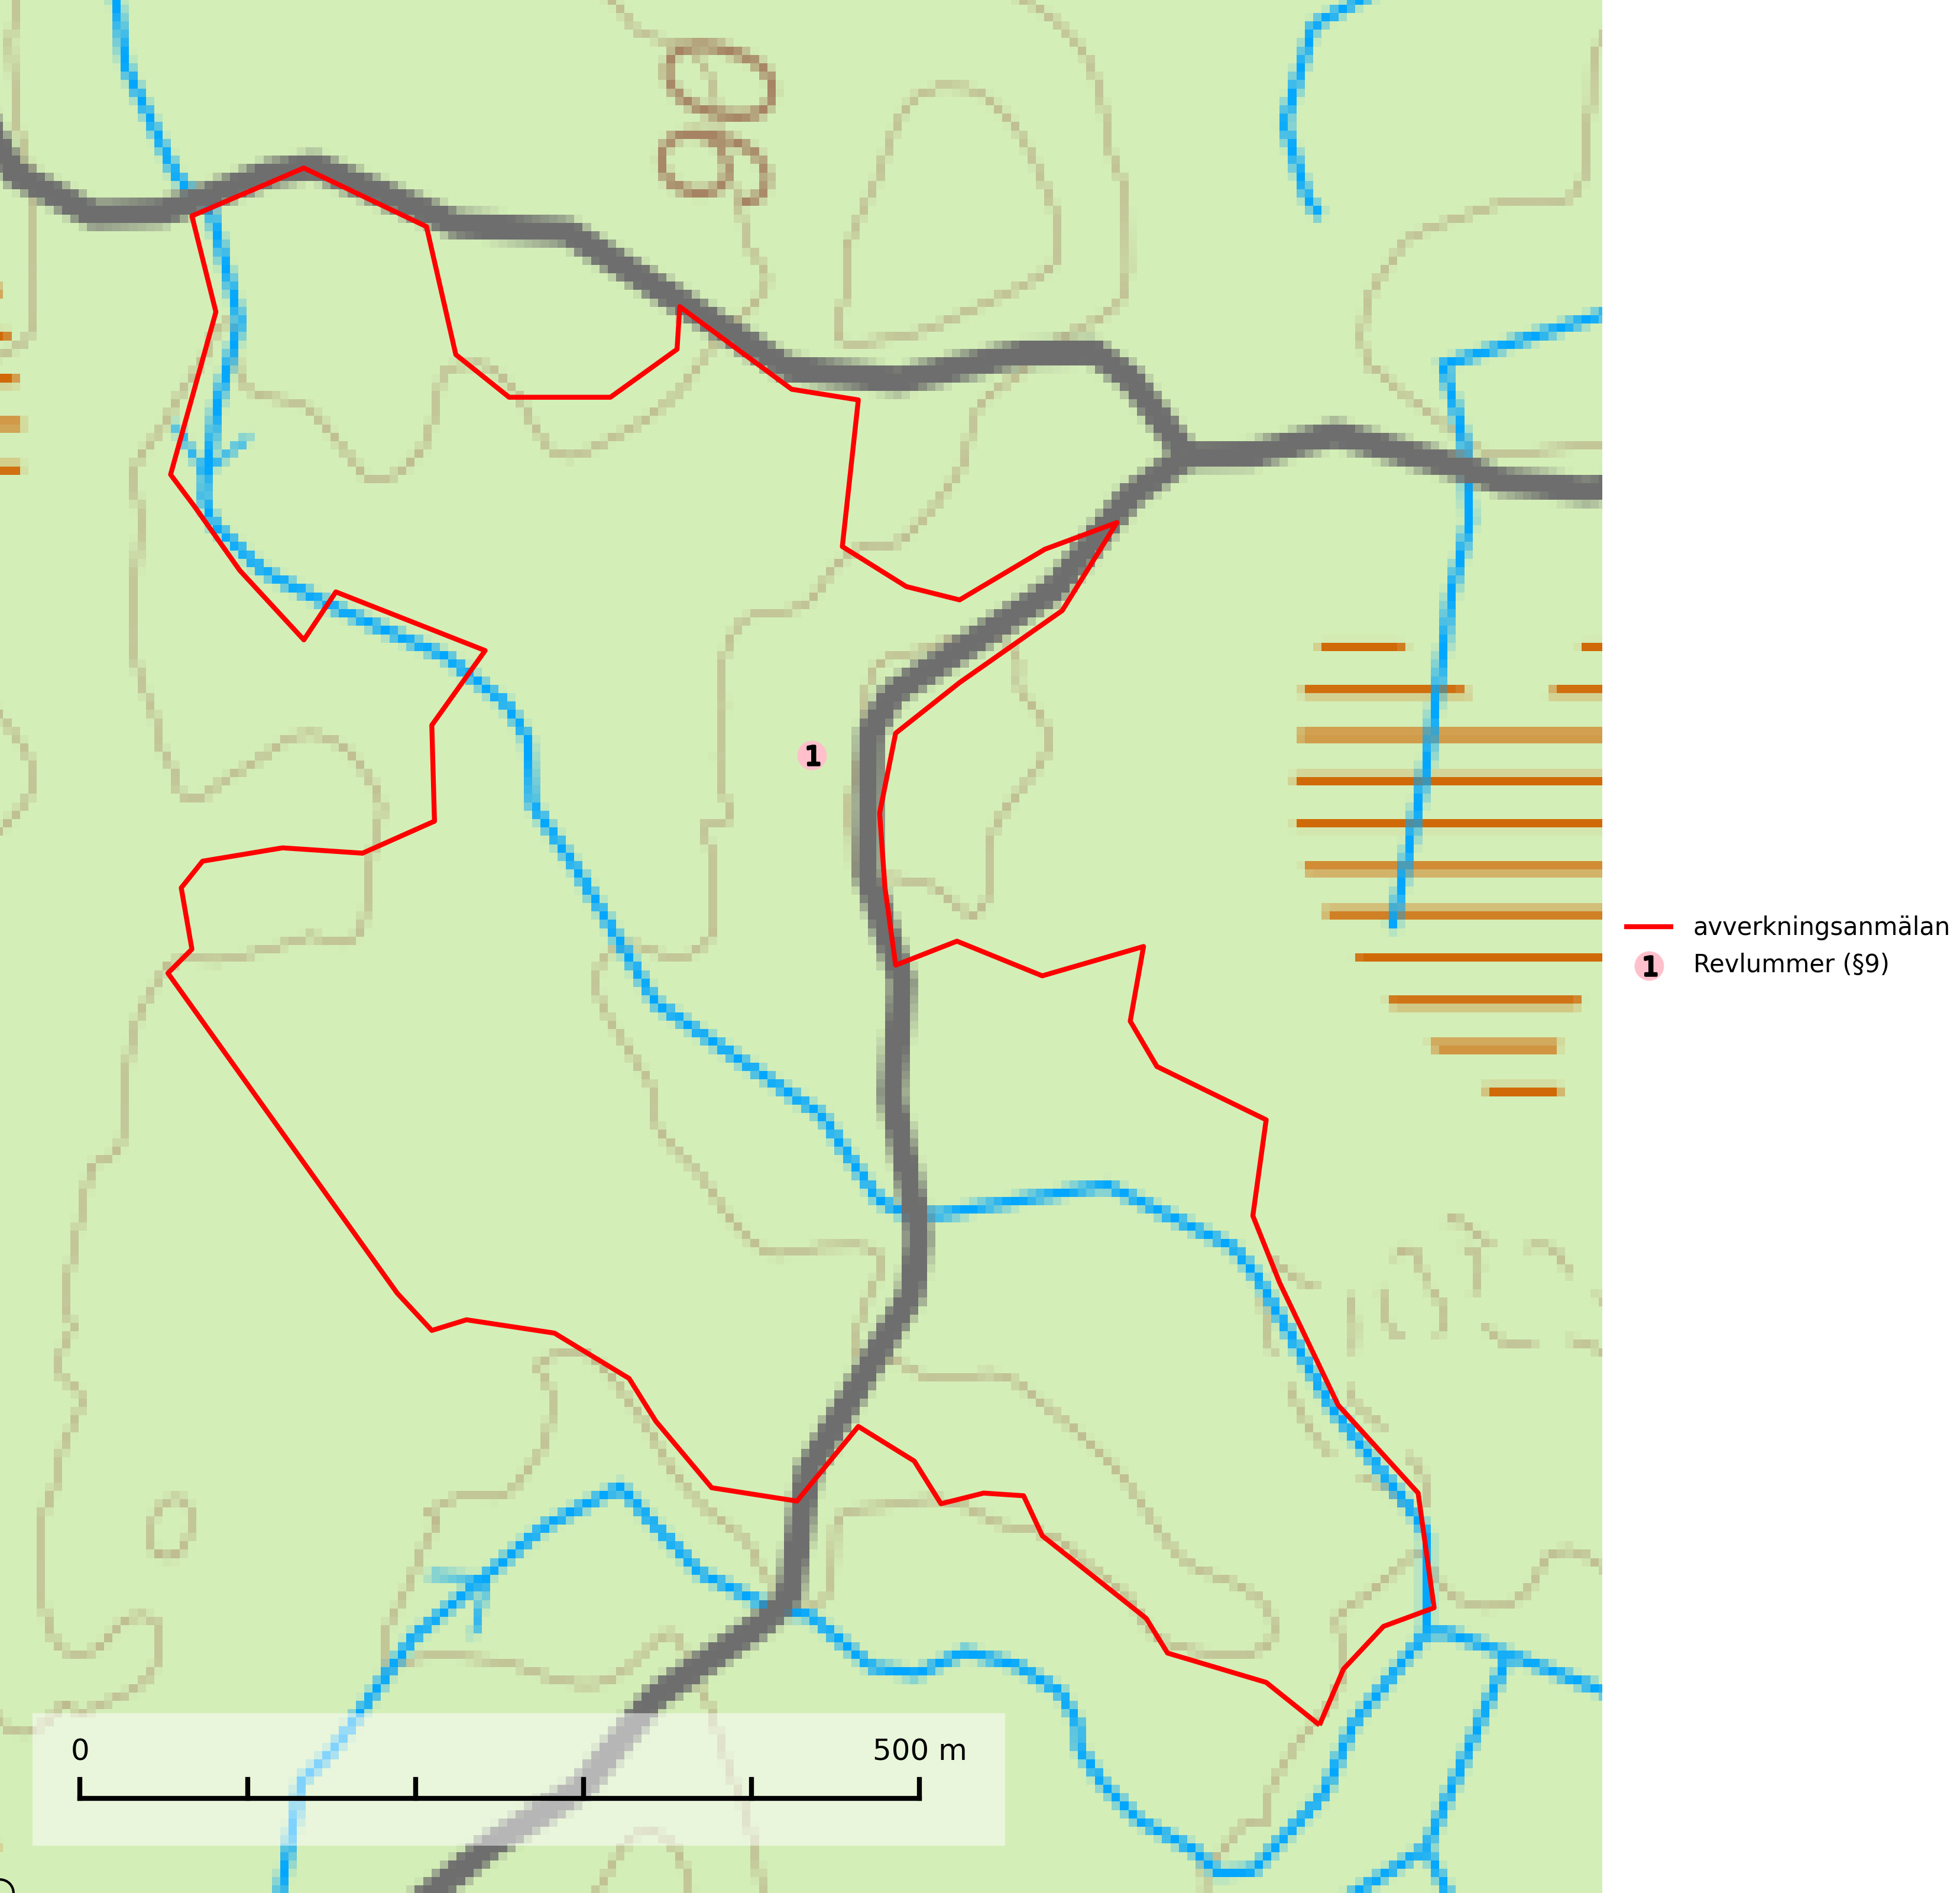 90
1
avverkningsanmälan
1 Revlummer (§9)
0 500 m